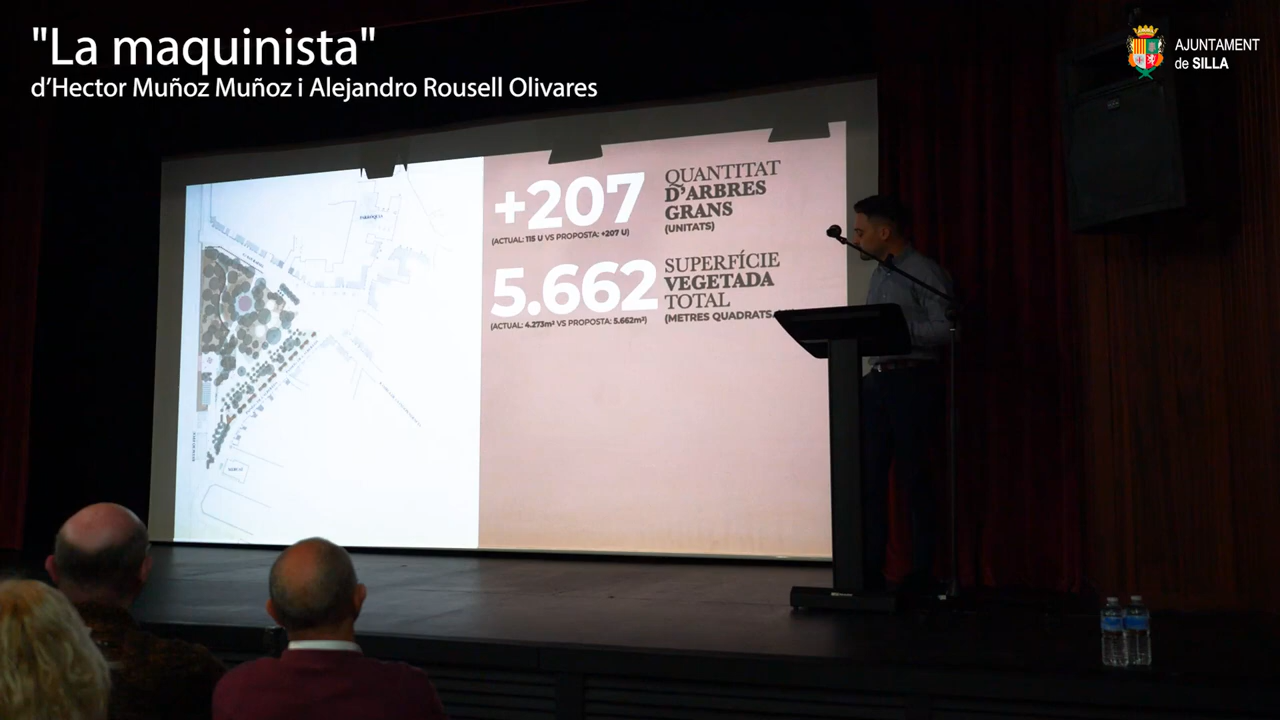 "La maquinista"
d'Hector Muñoz Muñoz i Alejandro Rousell Olivares
AJUNTAMENT
de SILLA
+207
QUANTITAT
D'ARBRES
GRANS
(UNITATS)
(ACTUAL: 115 U VS PROPOSTA: +207 U)
5.662
SUPERFÍCIE
VEGETADA
TOTAL
(METRES QUADRATS
(ACTUAL: 4.273m² VS PROPOSTA: 5.662m²)